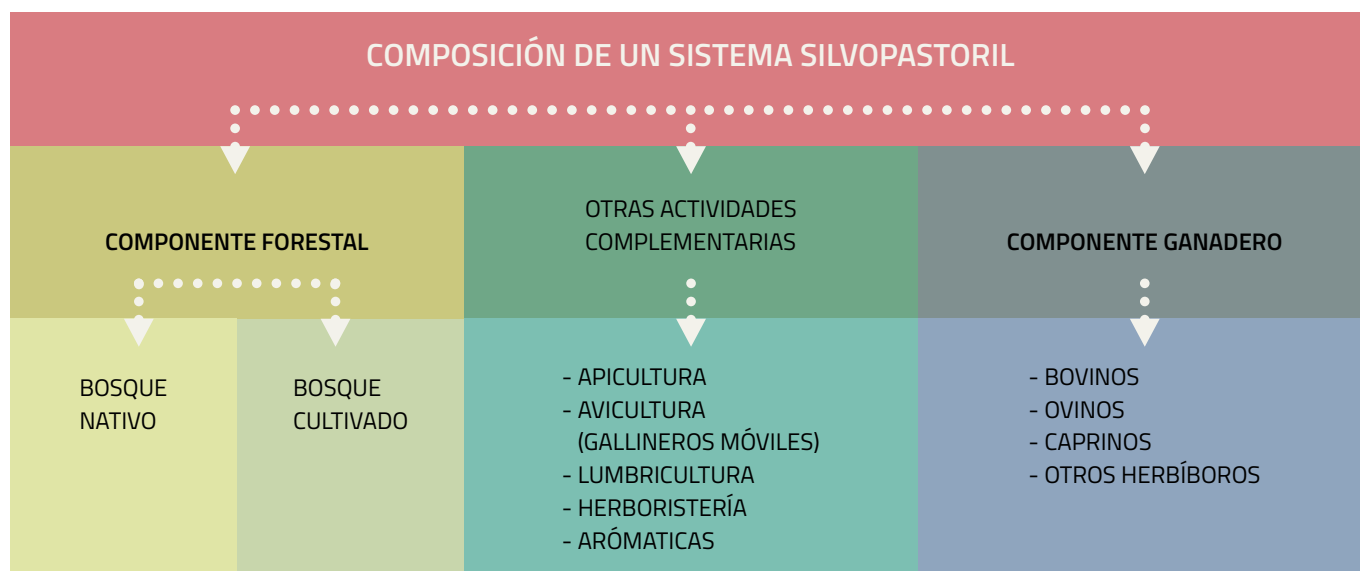 COMPOSICIÓN DE UN SISTEMA SILVOPASTORIL
COMPONENTE FORESTAL
BOSQUE
NATIVO
BOSQUE
CULTIVADO
OTRAS ACTIVIDADES
COMPLEMENTARIAS
- APICULTURA
- AVICULTURA
(GALLINEROS MÓVILES)
- LUMBRICULTURA
- HERBORISTERÍA
- ARÓMATICAS
COMPONENTE GANADERO
- BOVINOS
- OVINOS
- CAPRINOS
- OTROS HERBÍBOROS